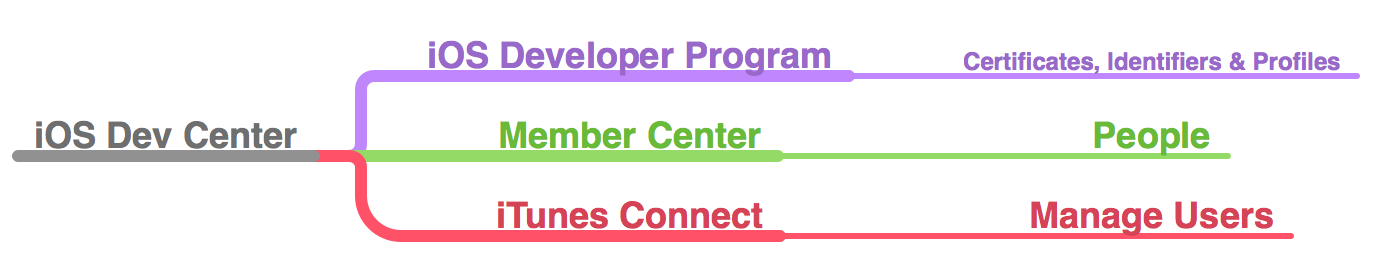 iOS Developer Program
Certificates, Identifiers & Profiles
iOS Dev Center
Member Center
People
iTunes Connect
Manage Users